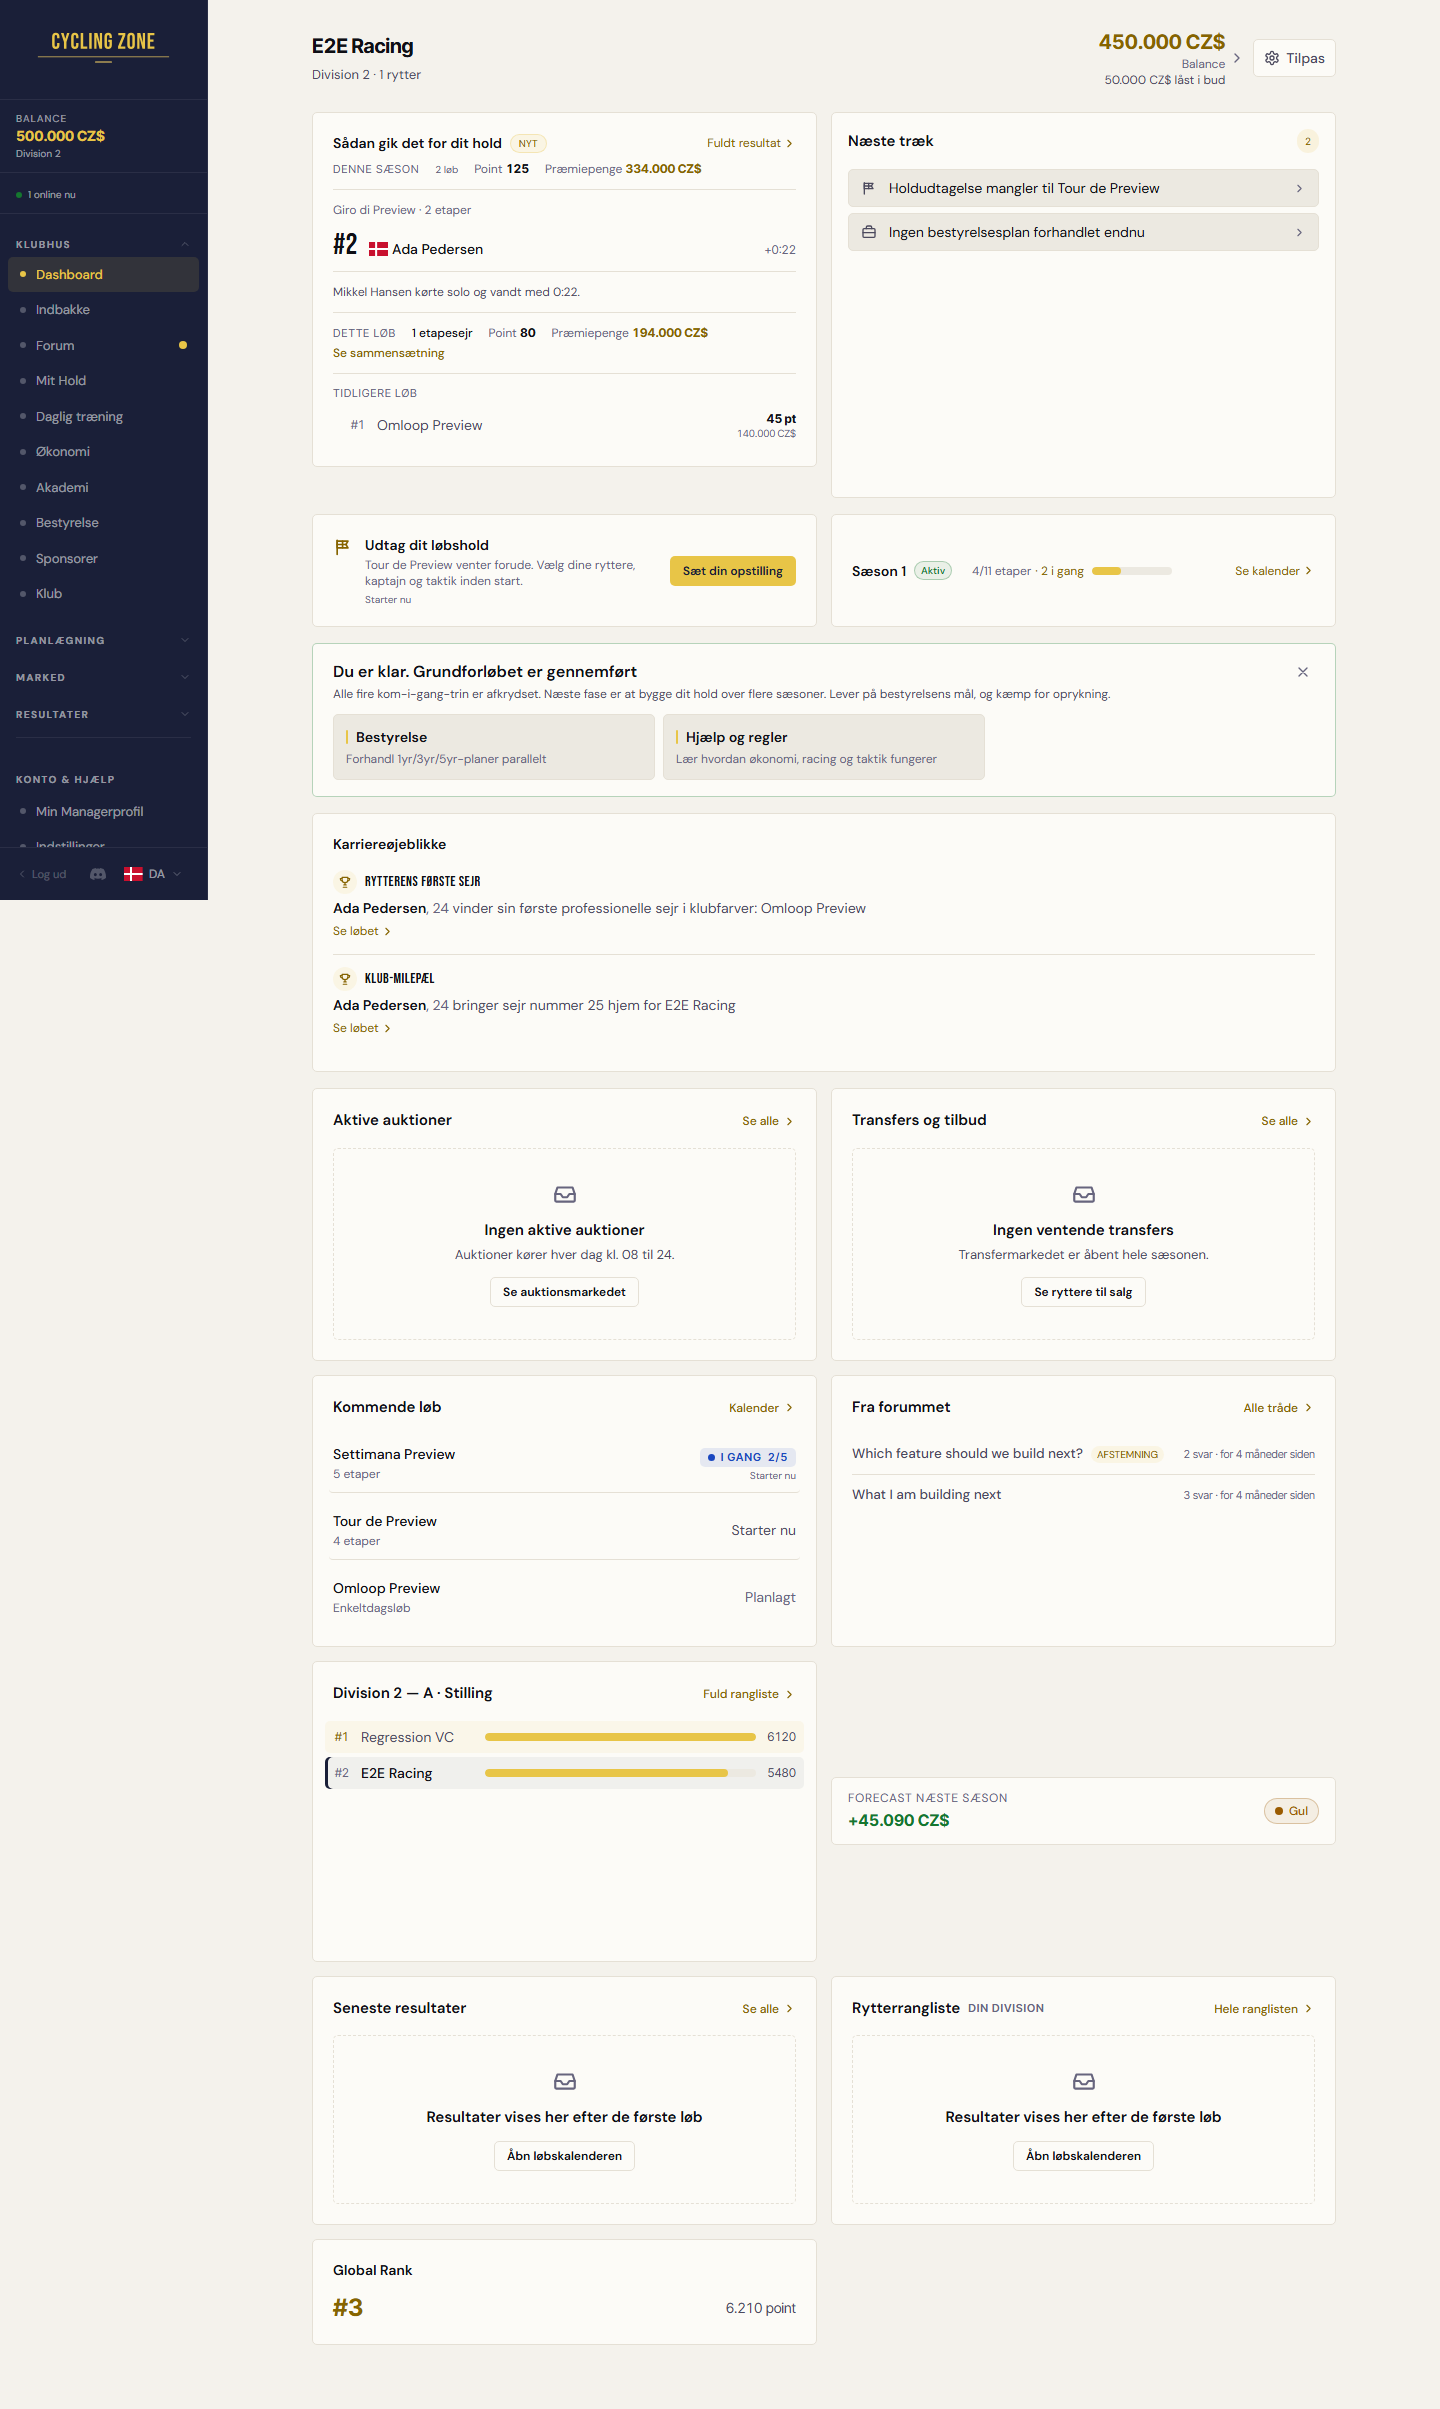 CYCLING ZONE
BALANCE
500.000 CZ$
Division 2
1 online nu
KLUBHUS
Dashboard
Indbakke
Forum
Mit Hold
Daglig træning
Økonomi
Akademi
Bestyrelse
Sponsorer
Klub
PLANLÆGNING
MARKED
RESULTATER
KONTO & HJÆLP
Min Managerprofil
Indstillinger
Log ud
DA
E2E Racing
Division 2 · 1 rytter
450.000 CZ$
Balance
50.000 CZ$ låst i bud
Tilpas
Sådan gik det for dit hold NYT Fuldt resultat
DENNE SÆSON 2 løb Point 125 Præmiepenge 334.000 CZ$
Giro di Preview · 2 etaper
#2 Ada Pedersen +0:22
Mikkel Hansen kørte solo og vandt med 0:22.
DETTE LØB 1 etapesejr Point 80 Præmiepenge 194.000 CZ$
Se sammensætning
TIDLIGERE LØB
#1 Omloop Preview 45 pt
140.000 CZ$
Næste træk 2
Holdudtagelse mangler til Tour de Preview
Ingen bestyrelsesplan forhandlet endnu
Udtag dit løbshold
Tour de Preview venter forude. Vælg dine ryttere,
kaptajn og taktik inden start.
Starter nu
Sæt din opstilling
Sæson 1 Aktiv 4/11 etaper · 2 i gang Se kalender
Du er klar. Grundforløbet er gennemført
Alle fire kom-i-gang-trin er afkrydset. Næste fase er at bygge dit hold over flere sæsoner. Lever på bestyrelsens mål, og kæmp for oprykning.
Bestyrelse
Forhandl 1yr/3yr/5yr-planer parallelt
Hjælp og regler
Lær hvordan økonomi, racing og taktik fungerer
Karriereøjeblikke
RYTTERENS FØRSTE SEJR
Ada Pedersen, 24 vinder sin første professionelle sejr i klubfarver: Omloop Preview
Se løbet
KLUB-MILEPÆL
Ada Pedersen, 24 bringer sejr nummer 25 hjem for E2E Racing
Se løbet
Aktive auktioner Se alle
Ingen aktive auktioner
Auktioner kører hver dag kl. 08 til 24.
Se auktionsmarkedet
Transfers og tilbud Se alle
Ingen ventende transfers
Transfermarkedet er åbent hele sæsonen.
Se ryttere til salg
Kommende løb Kalender
Settimana Preview I GANG 2/5
5 etaper Starter nu
Tour de Preview Starter nu
4 etaper
Omloop Preview Planlagt
Enkeltdagsløb
Fra forummet Alle tråde
Which feature should we build next? AFSTEMNING 2 svar · for 4 måneder siden
What I am building next 3 svar · for 4 måneder siden
Division 2 — A · Stilling Fuld rangliste
#1 Regression VC 6120
#2 E2E Racing 5480
FORECAST NÆSTE SÆSON
+45.090 CZ$
Gul
Seneste resultater Se alle
Resultater vises her efter de første løb
Åbn løbskalenderen
Rytterrangliste DIN DIVISION Hele ranglisten
Resultater vises her efter de første løb
Åbn løbskalenderen
Global Rank
#3 6.210 point